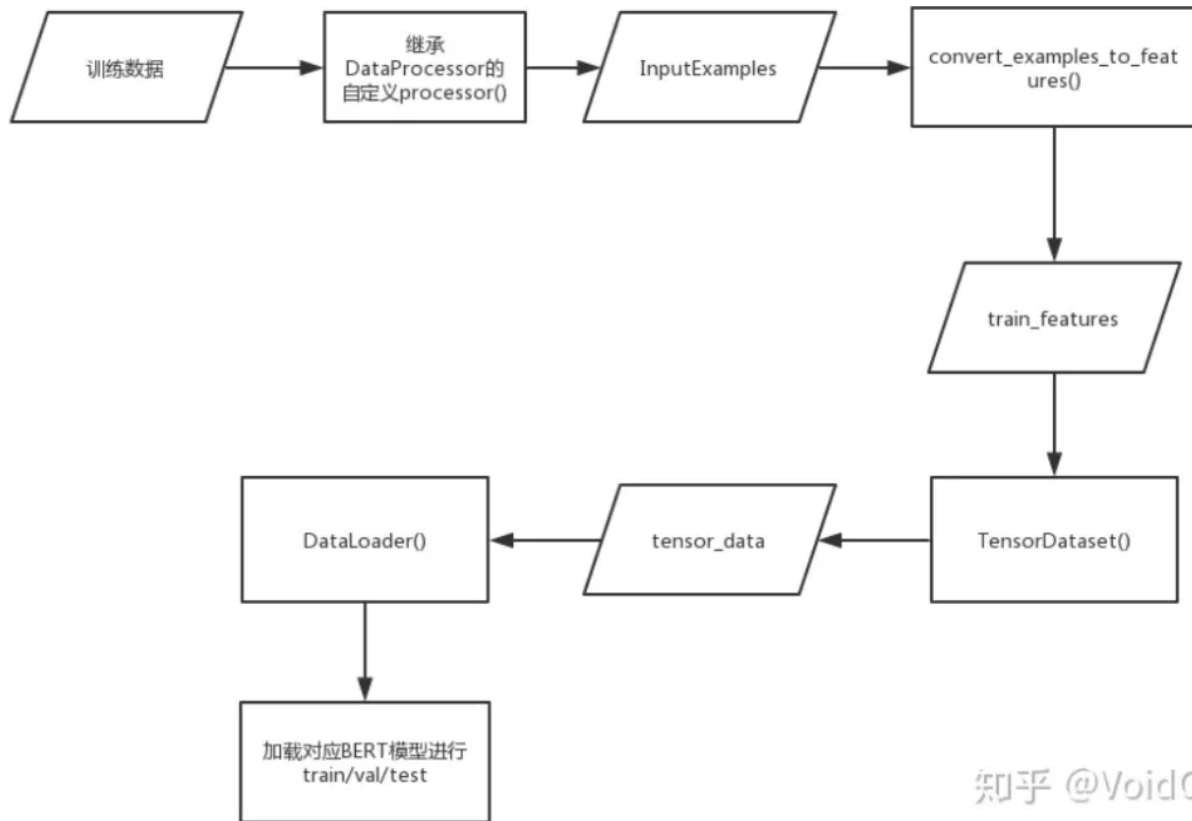 训练数据
继承
DataProcessor的
自定义processor()
InputExamples
convert_examples_to_feat
ures()
train_features
TensorDataset()
tensor_data
DataLoader()
加载对应BERT模型进行
train/val/test
知乎